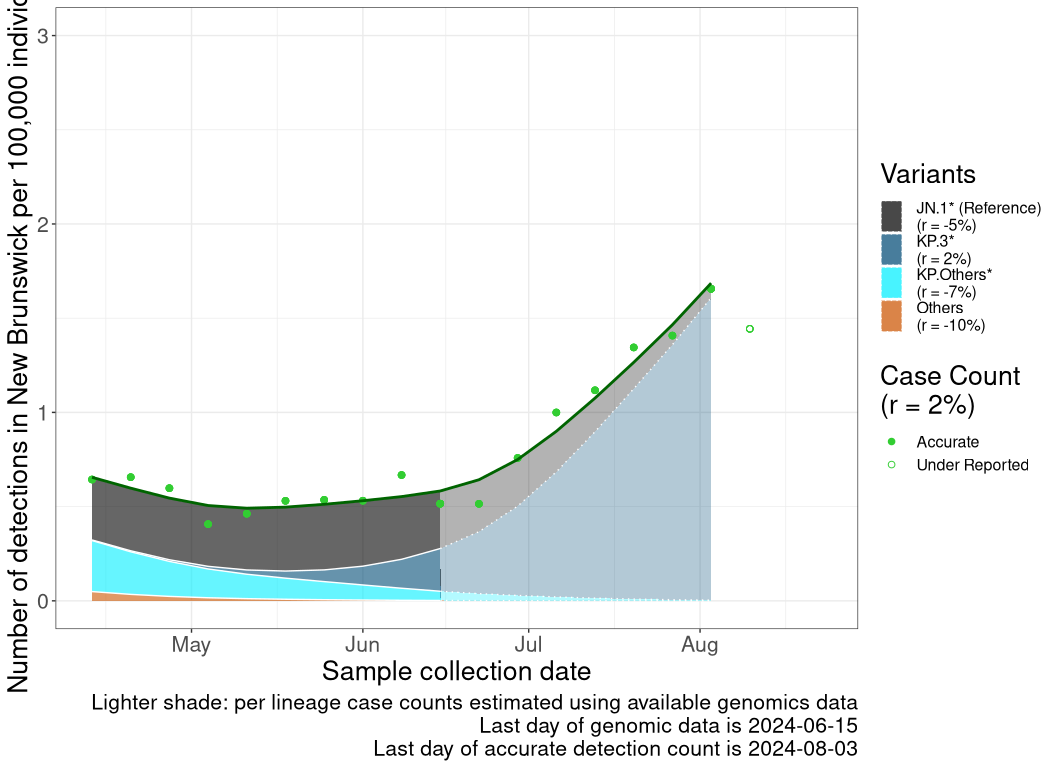 Number of detections in New Brunswick per 100,000
3
2
1
0
May
Jun
Jul
Aug
Sample collection date
Variants
JN.1* (Reference)
(r = -5%)
KP.3*
(r = 2%)
KP.Others*
(r = -7%)
Others
(r = -10%)
Case Count
(r = 2%)
Accurate
Under Reported
Lighter shade: per lineage case counts estimated using available genomics data
Last day of genomic data is 2024-06-15
Last day of accurate detection count is 2024-08-03